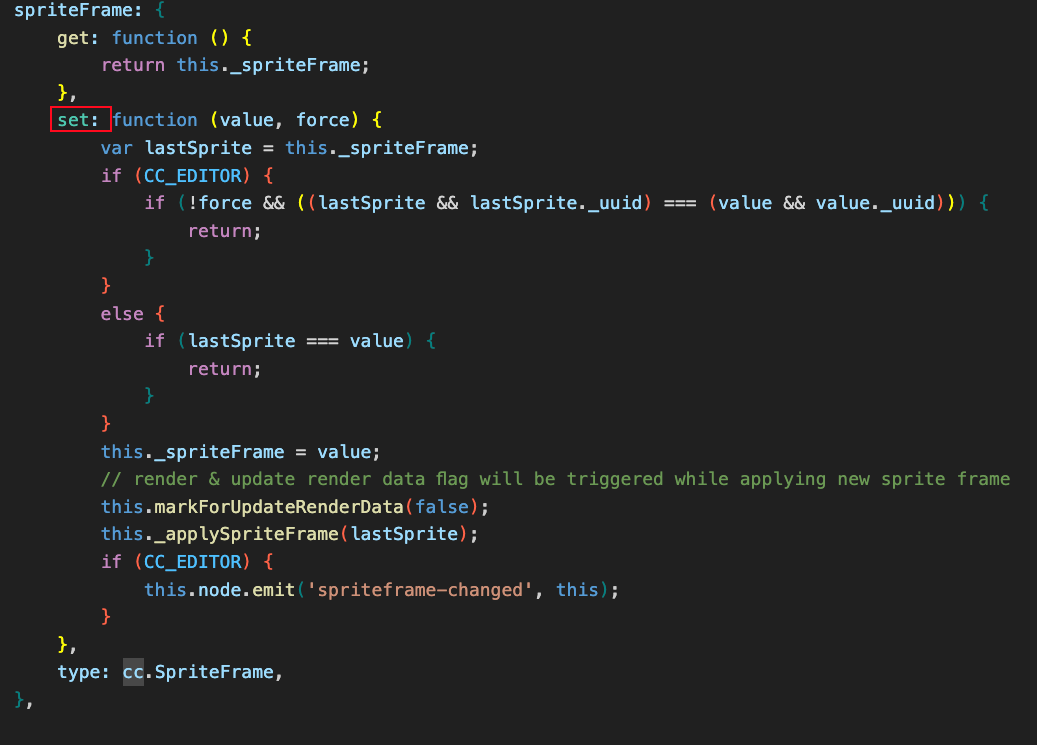 spriteFrame: {
get: function () {
return this._spriteFrame;
},
set: function (value, force) {
var lastSprite = this._spriteFrame;
if (CC_EDITOR) {
if (!force && ((lastSprite && lastSprite._uuid) === (value && value._uuid))) {
return;
}
}
else {
if (lastSprite === value) {
return;
}
}
this._spriteFrame = value;
// render & update render data flag will be triggered while applying new sprite frame
this.markForUpdateRenderData(false);
this._applySpriteFrame(lastSprite);
if (CC_EDITOR) {
this.node.emit('spriteframe-changed', this);
}
},
type: cc.SpriteFrame,
},